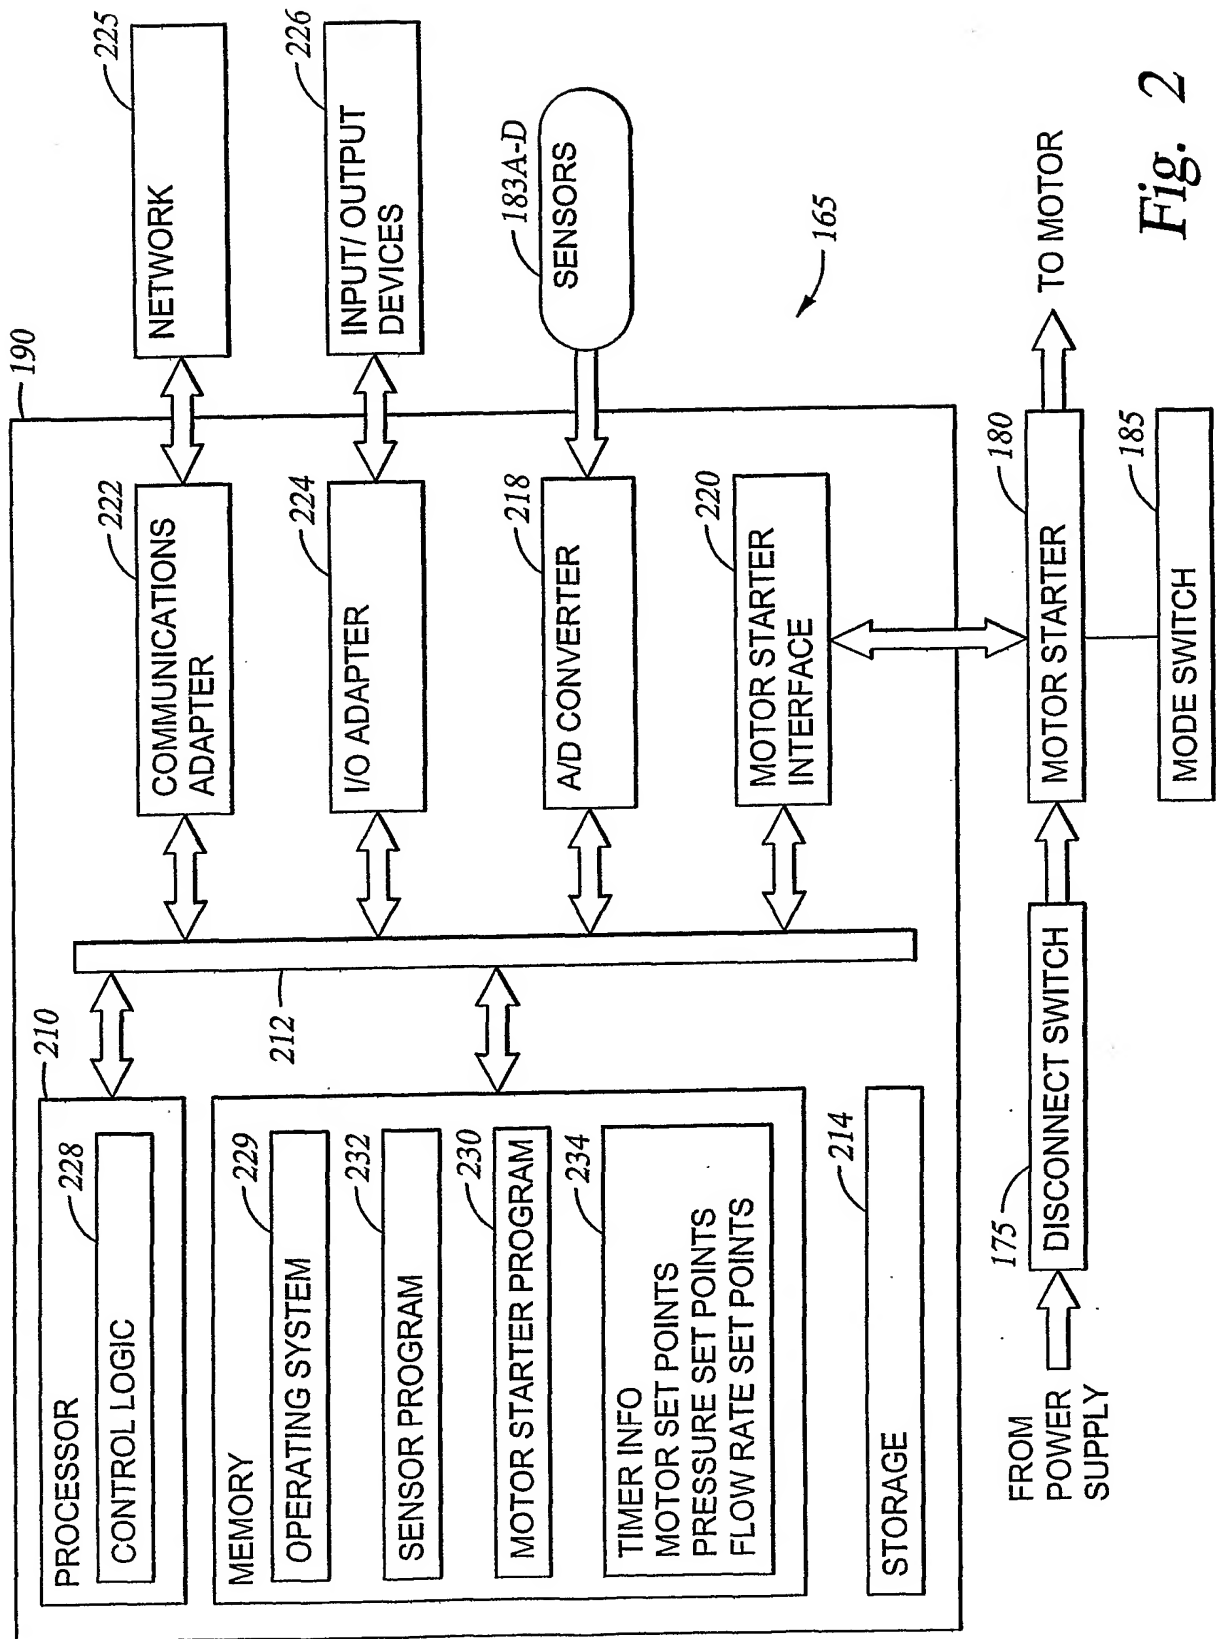 190
210
PROCESSOR
228
CONTROL LOGIC
MEMORY
229
OPERATING SYSTEM
232
SENSOR PROGRAM
230
MOTOR STARTER PROGRAM
234
TIMER INFO
MOTOR SET POINTS
PRESSURE SET POINTS
FLOW RATE SET POINTS
214
STORAGE
212
222
COMMUNICATIONS
ADAPTER
224
I/O ADAPTER
218
A/D CONVERTER
220
MOTOR STARTER
INTERFACE
225
NETWORK
226
INPUT/ OUTPUT
DEVICES
183A-D
SENSORS
165
FROM
POWER
SUPPLY
175
DISCONNECT SWITCH
180
MOTOR STARTER
TO MOTOR
185
MODE SWITCH
Fig. 2